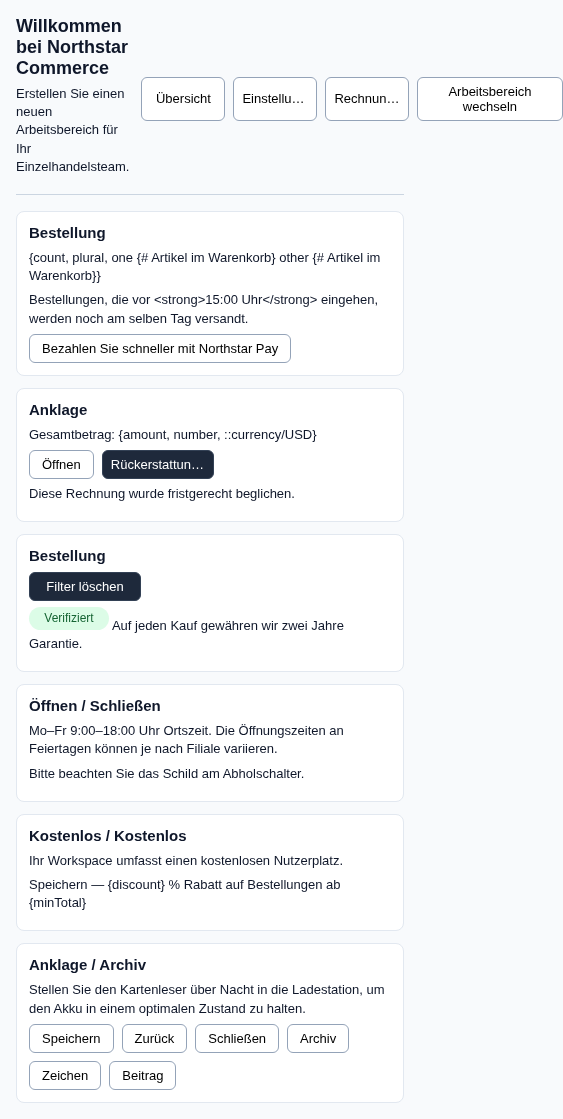 Willkommen
bei Northstar
Commerce
Erstellen Sie einen
neuen
Arbeitsbereich für
Ihr
Einzelhandelsteam.
Übersicht
Einstellu…
Rechnun…
Arbeitsbereich
wechseln
Bestellung
{count, plural, one {# Artikel im Warenkorb} other {# Artikel im
Warenkorb}}
Bestellungen, die vor <strong>15:00 Uhr</strong> eingehen,
werden noch am selben Tag versandt.
Bezahlen Sie schneller mit Northstar Pay
Anklage
Gesamtbetrag: {amount, number, ::currency/USD}
Öffnen
Rückerstattun…
Diese Rechnung wurde fristgerecht beglichen.
Bestellung
Filter löschen
Verifiziert Auf jeden Kauf gewähren wir zwei Jahre
Garantie.
Öffnen / Schließen
Mo–Fr 9:00–18:00 Uhr Ortszeit. Die Öffnungszeiten an
Feiertagen können je nach Filiale variieren.
Bitte beachten Sie das Schild am Abholschalter.
Kostenlos / Kostenlos
Ihr Workspace umfasst einen kostenlosen Nutzerplatz.
Speichern — {discount} % Rabatt auf Bestellungen ab
{minTotal}
Anklage / Archiv
Stellen Sie den Kartenleser über Nacht in die Ladestation, um
den Akku in einem optimalen Zustand zu halten.
Speichern
Zurück
Schließen
Archiv
Zeichen
Beitrag